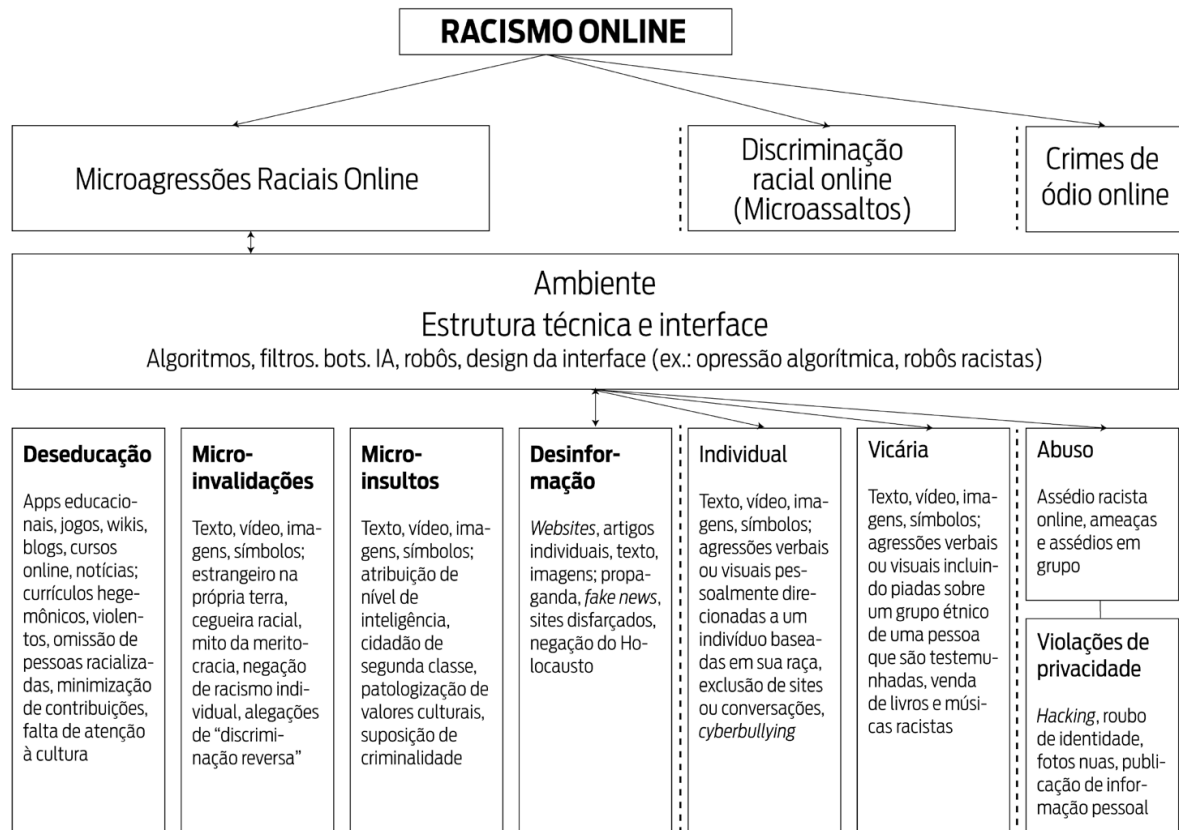 RACISMO ONLINE
Microagressões Raciais Online
Discriminação
racial online
(Microassaltos)
Crimes de
ódio online
Ambiente
Estrutura técnica e interface
Algoritmos, filtros. bots. IA, robôs, design da interface (ex.: opressão algorítmica, robôs racistas)
Deseducação
Apps educacio-
nais, jogos, wikis,
blogs, cursos
online, notícias;
currículos hege-
mônicos, violen-
tos, omissão de
pessoas racializa-
das, minimização
de contribuições,
falta de atenção
à cultura
Micro-
invalidações
Texto, vídeo, ima-
gens, símbolos;
estrangeiro na
própria terra,
cegueira racial,
mito da merito-
cracia, negação
de racismo indi-
vidual, alegações
de “discrimi-
nação reversa”
Micro-
insultos
Texto, vídeo, ima-
gens, símbolos;
atribuição de
nível de
inteligência,
cidadão de
segunda classe,
patologização de
valores culturais,
suposição de
criminalidade
Desinfor-
mação
Websites, artigos
individuais, texto,
imagens; propa-
ganda, fake news,
sites disfarçados,
negação do Ho-
locausto
Individual
Texto, vídeo, ima-
gens, símbolos;
agressões verbais
ou visuais pes-
soalmente dire-
cionadas a um
indivíduo basea-
das em sua raça,
exclusão de sites
ou conversações,
cyberbullying
Vicária
Texto, vídeo, ima-
gens, símbolos;
agressões verbais
ou visuais incluin-
do piadas sobre
um grupo étnico
de uma pessoa
que são testemu-
nhadas, venda
de livros e músi-
cas racistas
Abuso
Assédio racista
online, ameaças
e assédios em
grupo
Violações de
privacidade
Hacking, roubo
de identidade,
fotos nuas, publi-
cação de infor-
mação pessoal